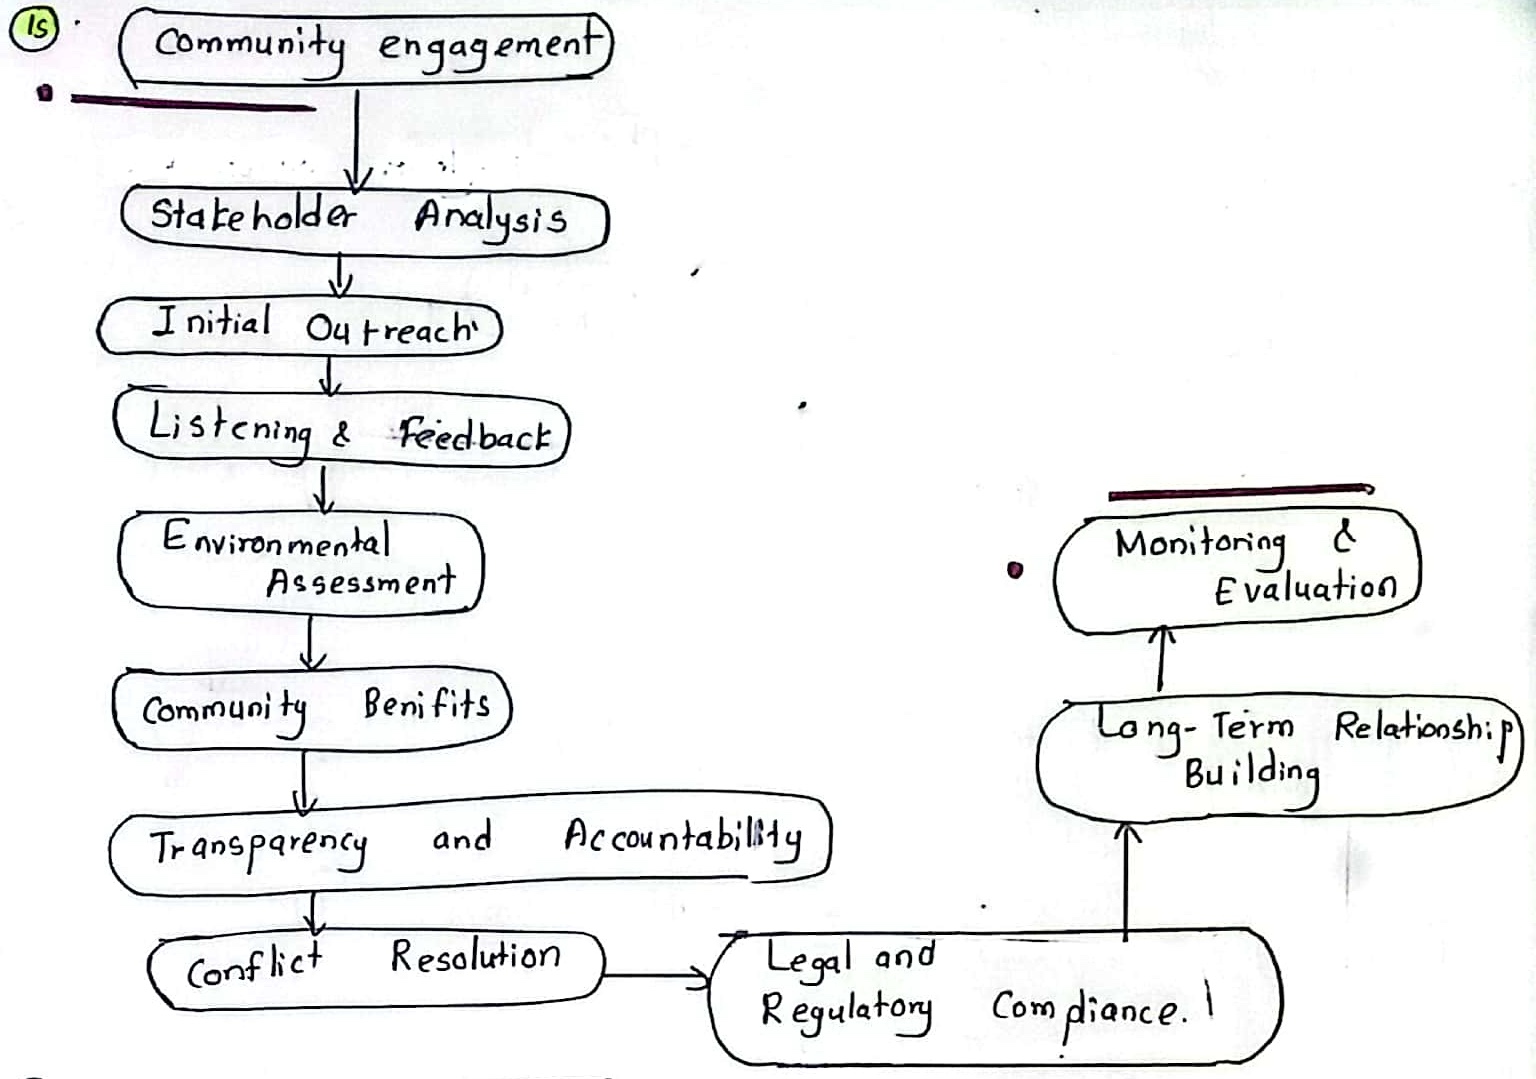 15
Community engagement
Stakeholder Analysis
Initial Outreach
Listening & Feedback
Environmental
Assessment
Community Benifits
Transparency and Accountability
Conflict Resolution
Legal and
Regulatory Compliance.
Long-Term Relationship
Building
Monitoring &
Evaluation